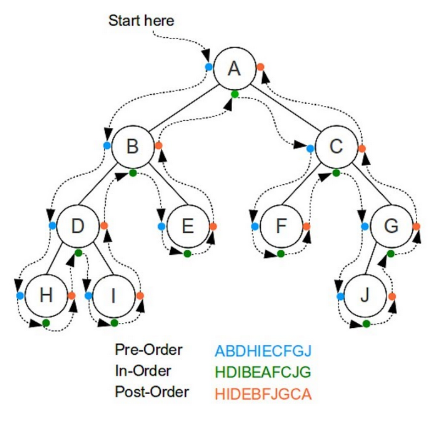 Start here
A
B
C
D
E
F
G
H
I
J
Pre-Order ABDHIECFGJ
In-Order HDIBEAFCJG
Post-Order HIDEBFJGCA